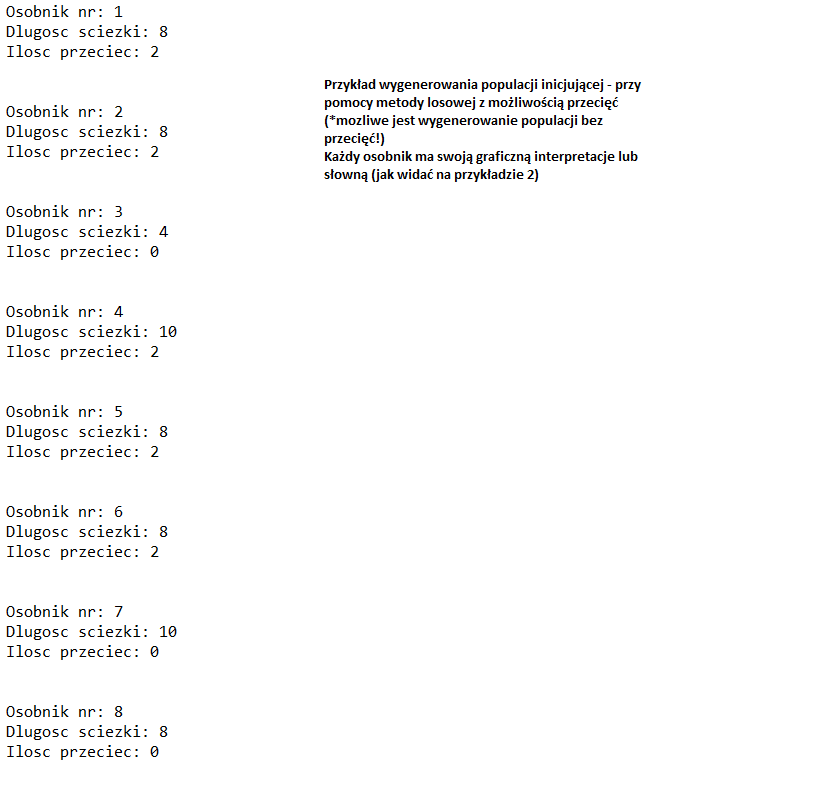 Osobnik nr: 1
Dlugosc sciezki: 8
Ilosc przeciec: 2
Osobnik nr: 2
Dlugosc sciezki: 8
Ilosc przeciec: 2
Osobnik nr: 3
Dlugosc sciezki: 4
Ilosc przeciec: 0
Osobnik nr: 4
Dlugosc sciezki: 10
Ilosc przeciec: 2
Osobnik nr: 5
Dlugosc sciezki: 8
Ilosc przeciec: 2
Osobnik nr: 6
Dlugosc sciezki: 8
Ilosc przeciec: 2
Osobnik nr: 7
Dlugosc sciezki: 10
Ilosc przeciec: 0
Osobnik nr: 8
Dlugosc sciezki: 8
Ilosc przeciec: 0
Przykład wygenerowania populacji inicjującej - przy
pomocy metody losowej z możliwością przecięć
(*mozliwe jest wygenerowanie populacji bez
przecięć!)
Każdy osobnik ma swoją graficzną interpretacje lub
słowną (jak widać na przykładzie 2)